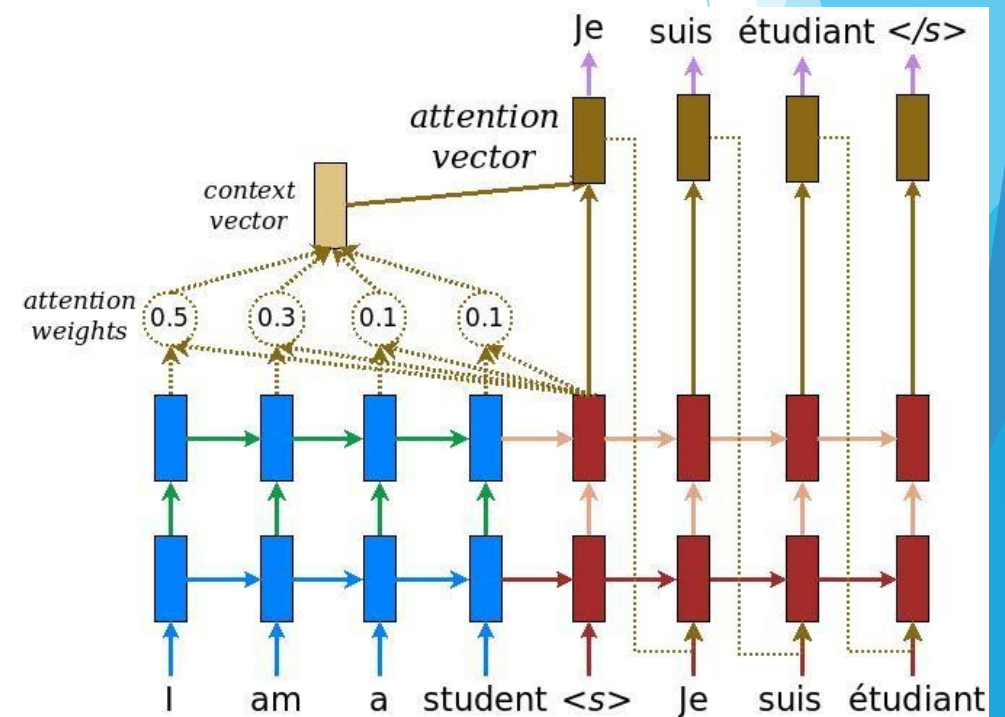 Je suis étudiant </s>
attention
vector
context
vector
attention
weights
0.5 0.3 0.1 0.1
I am a student <s> Je suis étudiant